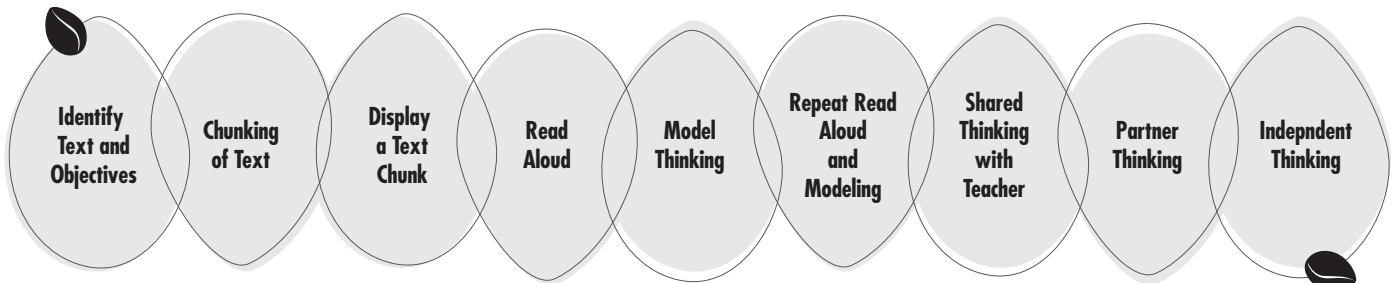 Identify
Text and
Objectives
Chunking
of Text
Display
a Text
Chunk
Read
Aloud
Model
Thinking
Repeat Read
Aloud
and
Modeling
Shared
Thinking
with
Teacher
Partner
Thinking
Indepndent
Thinking